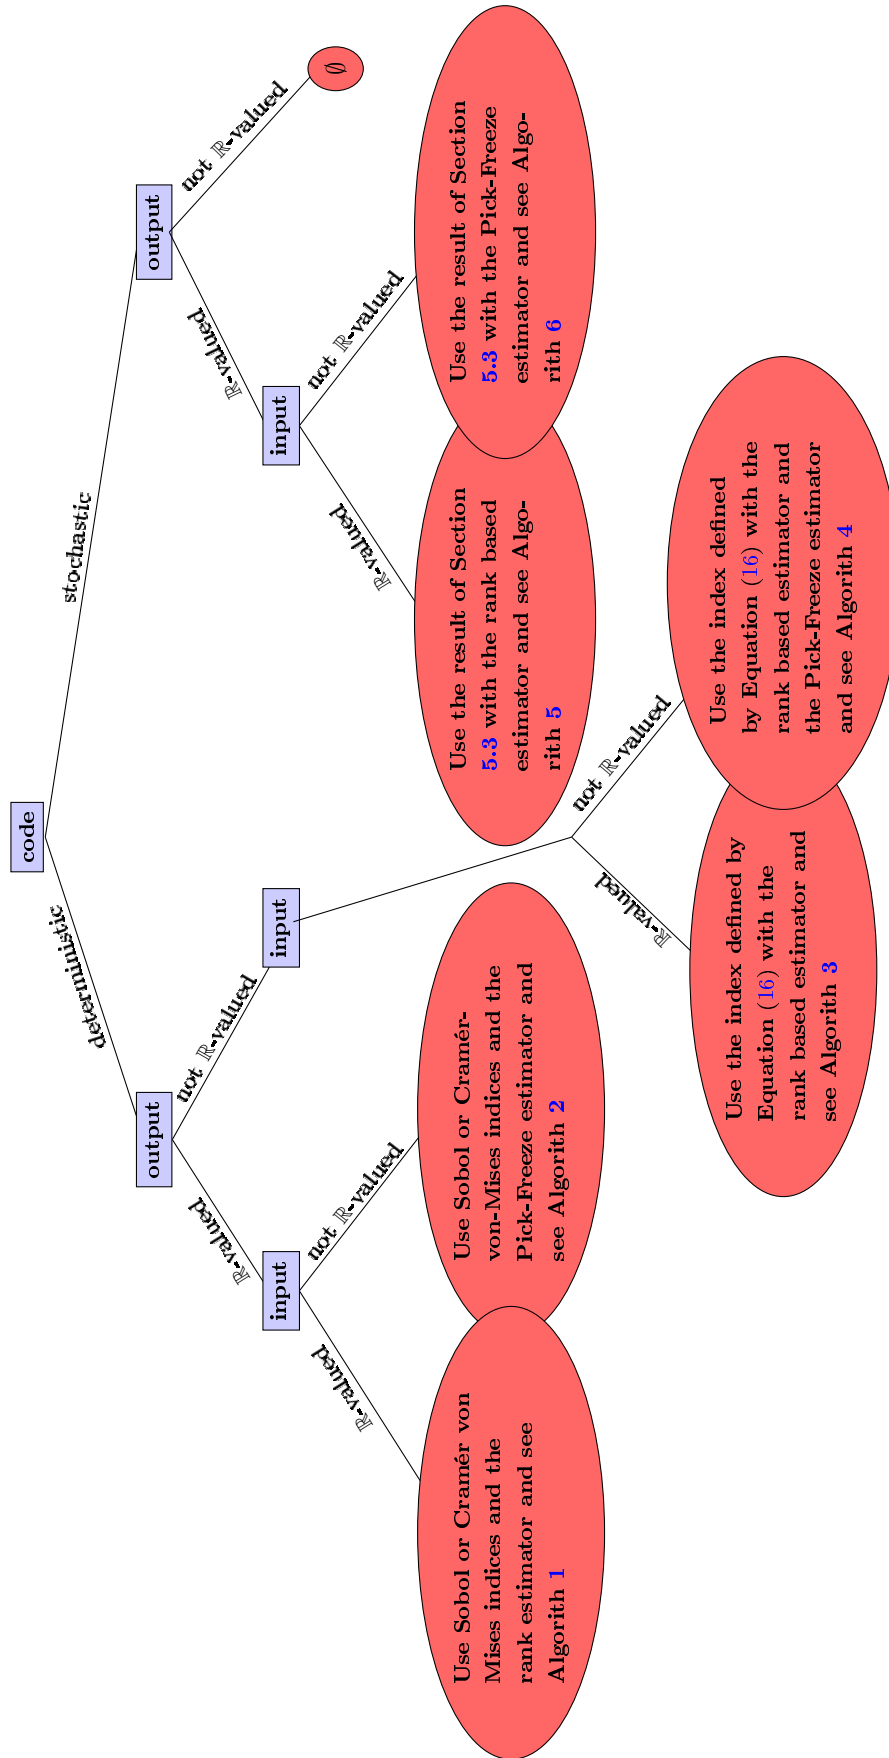 code
deterministic
stochastic
output
output
R-valued
not R-valued
R-valued
not R-valued
input
input
input
∅
R-valued
not R-valued
R-valued
not R-valued
Use Sobol or Cramér von
Mises indices and the
rank estimator and see
Algorith 1
Use Sobol or Cramér-
von-Mises indices and the
Pick-Freeze estimator and
see Algorith 2
Use the result of Section
5.3 with the rank based
estimator and see Algo-
rith 5
Use the result of Section
5.3 with the Pick-Freeze
estimator and see Algo-
rith 6
ℝ-valued
not ℝ-valued
Use the index defined by
Equation (16) with the
rank based estimator and
see Algorith 3
Use the index defined
by Equation (16) with the
rank based estimator and
the Pick-Freeze estimator
and see Algorith 4